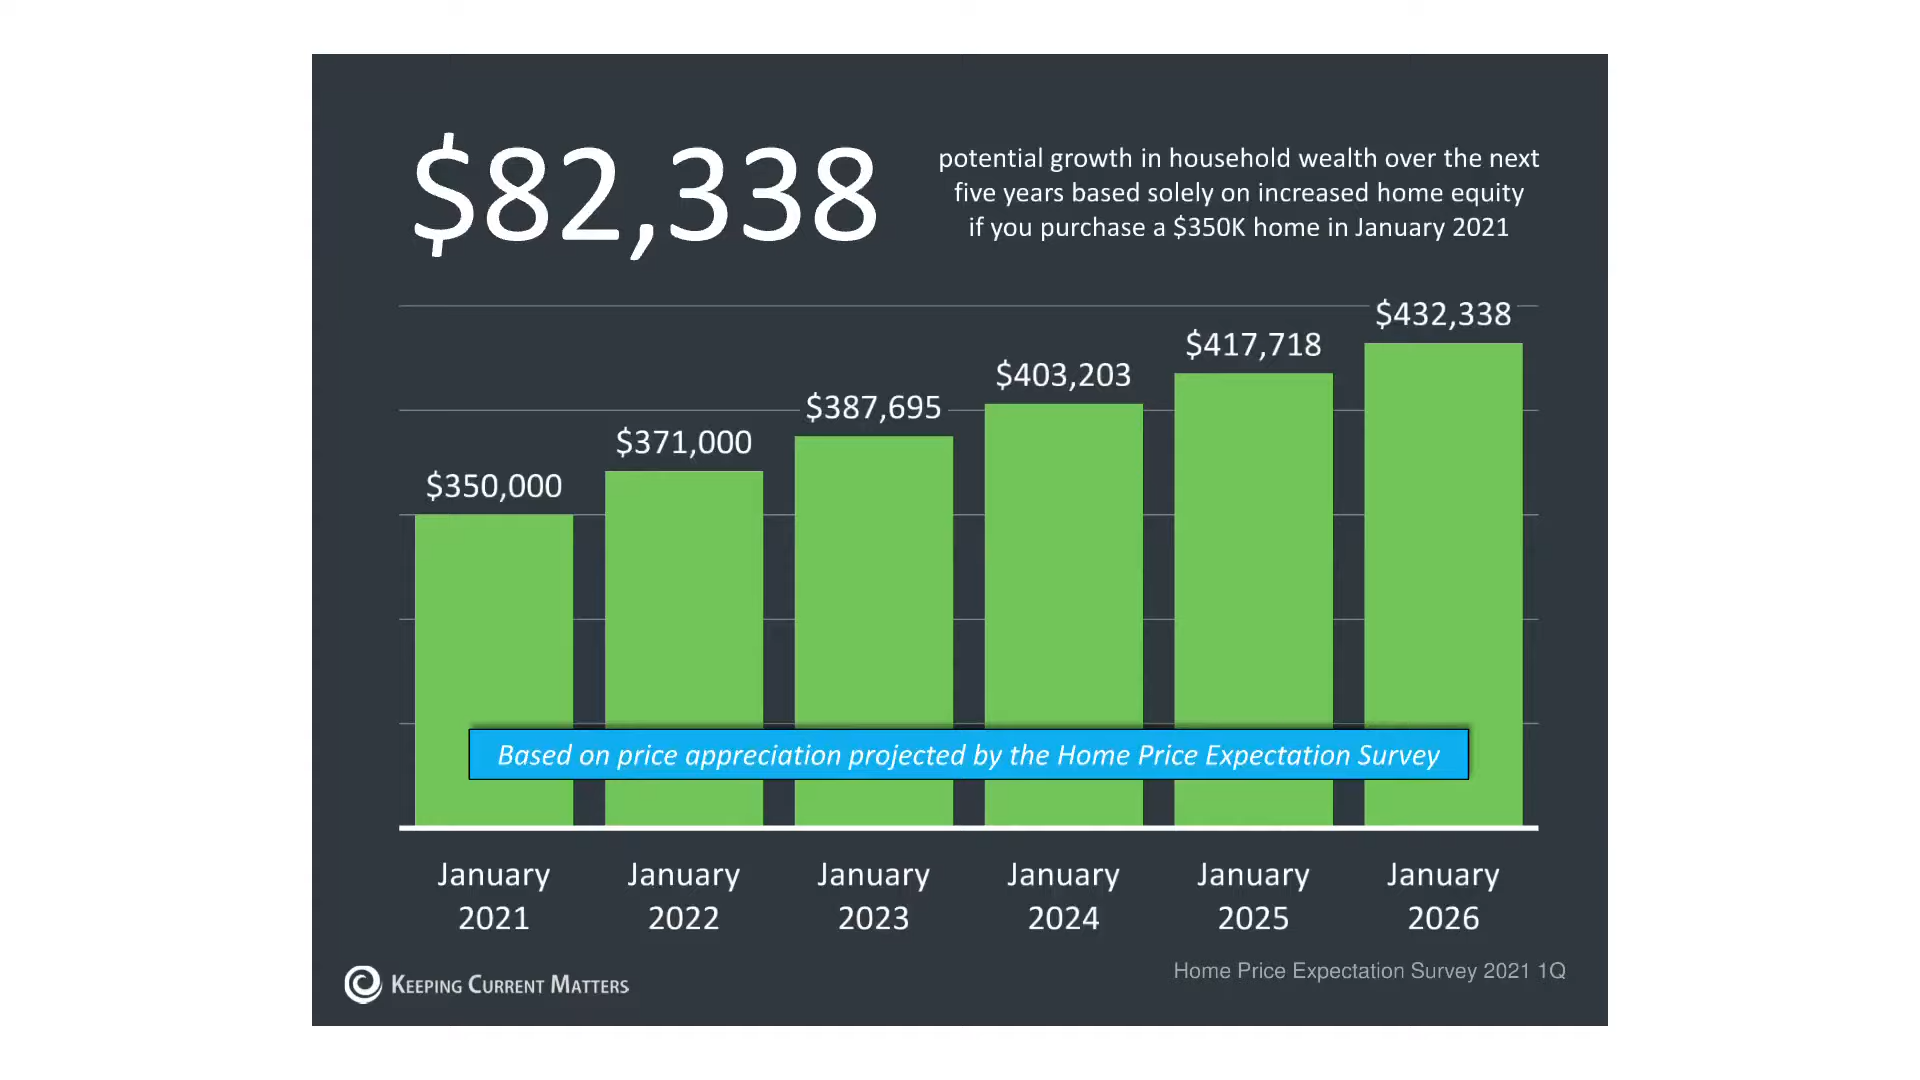 $82,338
potential growth in household wealth over the next
five years based solely on increased home equity
if you purchase a $350K home in January 2021
$350,000
$371,000
$387,695
$403,203
$417,718
$432,338
Based on price appreciation projected by the Home Price Expectation Survey
January
2021
January
2022
January
2023
January
2024
January
2025
January
2026
KEEPING CURRENT MATTERS
Home Price Expectation Survey 2021 1Q